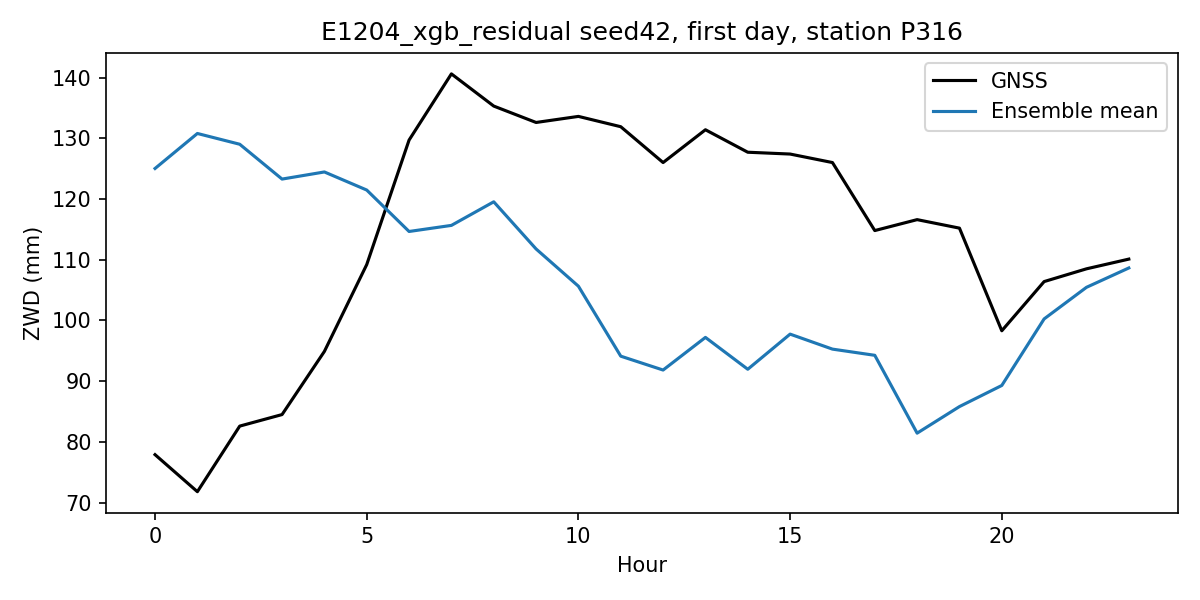 E1204_xgb_residual seed42, first day, station P316
GNSS
Ensemble mean
ZWD (mm)
140
130
120
110
100
90
80
70
0 5 10 15 20
Hour